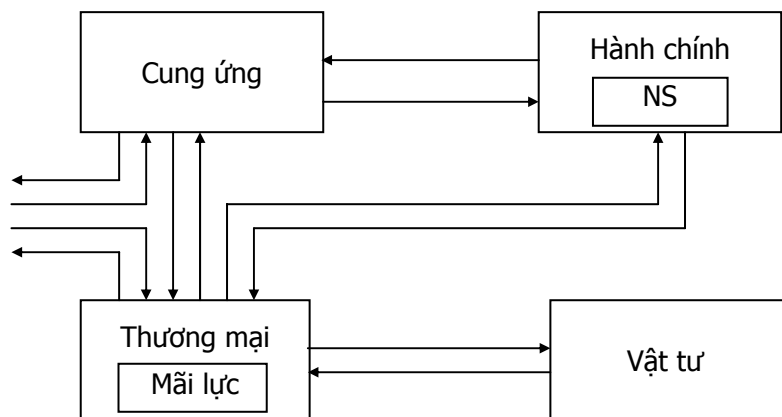 Cung ứng
Hành chính
NS
Thương mại
Mãi lực
Vật tư